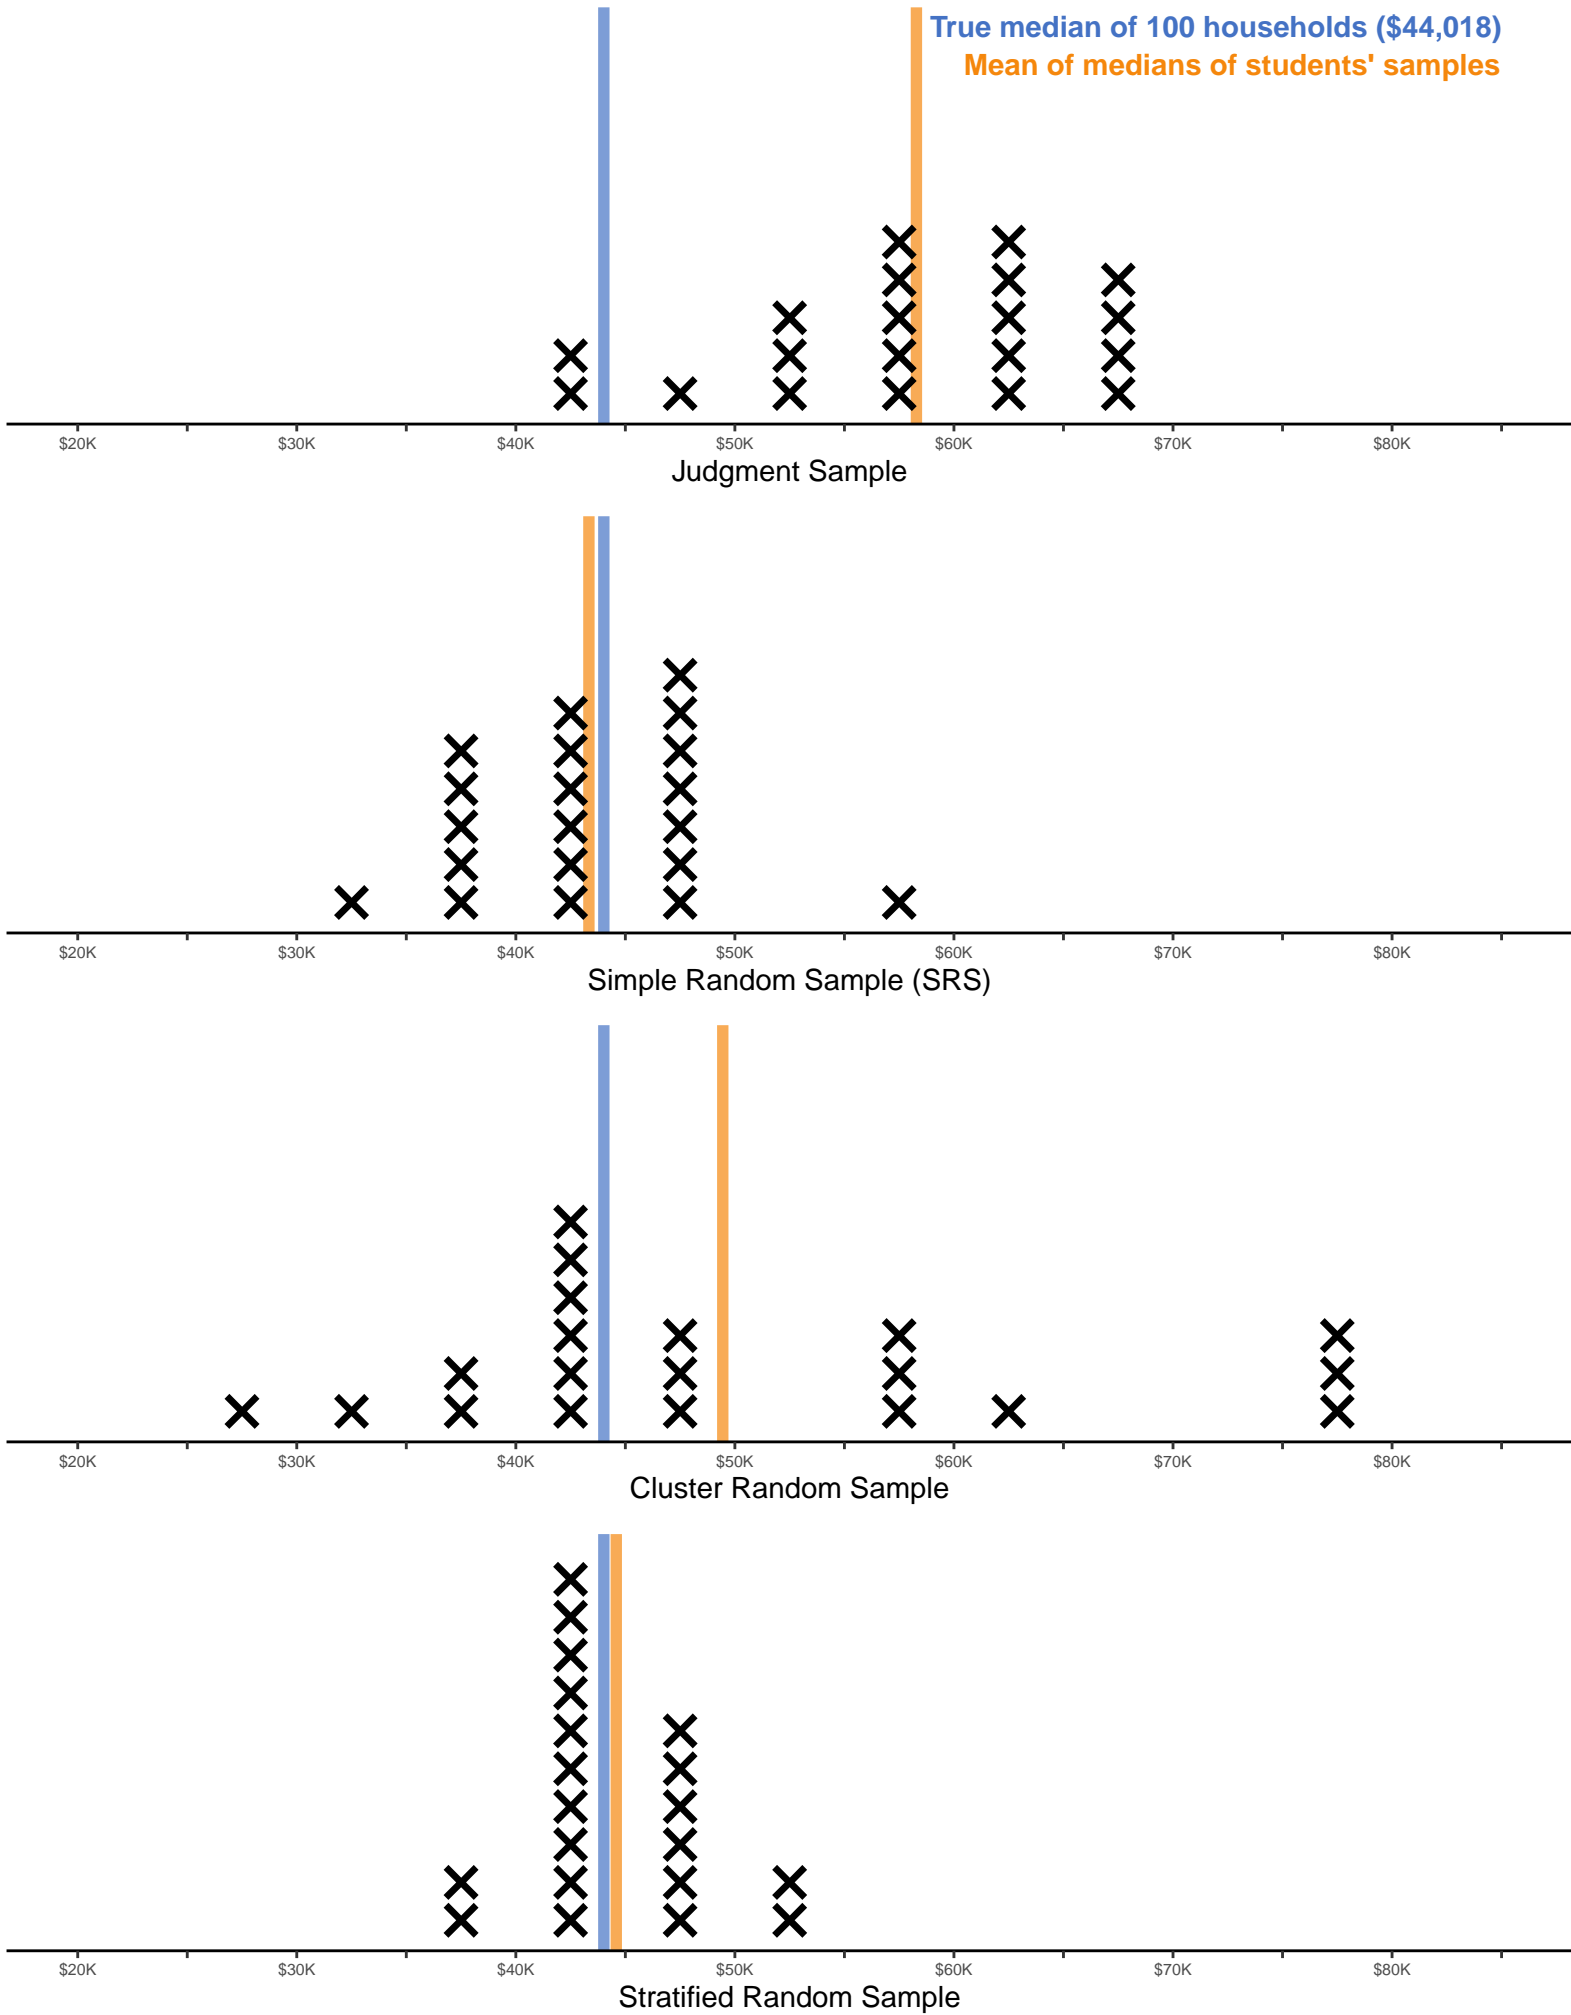 True median of 100 households ($44,018)
Mean of medians of students' samples
$20K $30K $40K $50K $60K $70K $80K
Judgment Sample
$20K $30K $40K $50K $60K $70K $80K
Simple Random Sample (SRS)
$20K $30K $40K $50K $60K $70K $80K
Cluster Random Sample
$20K $30K $40K $50K $60K $70K $80K
Stratified Random Sample